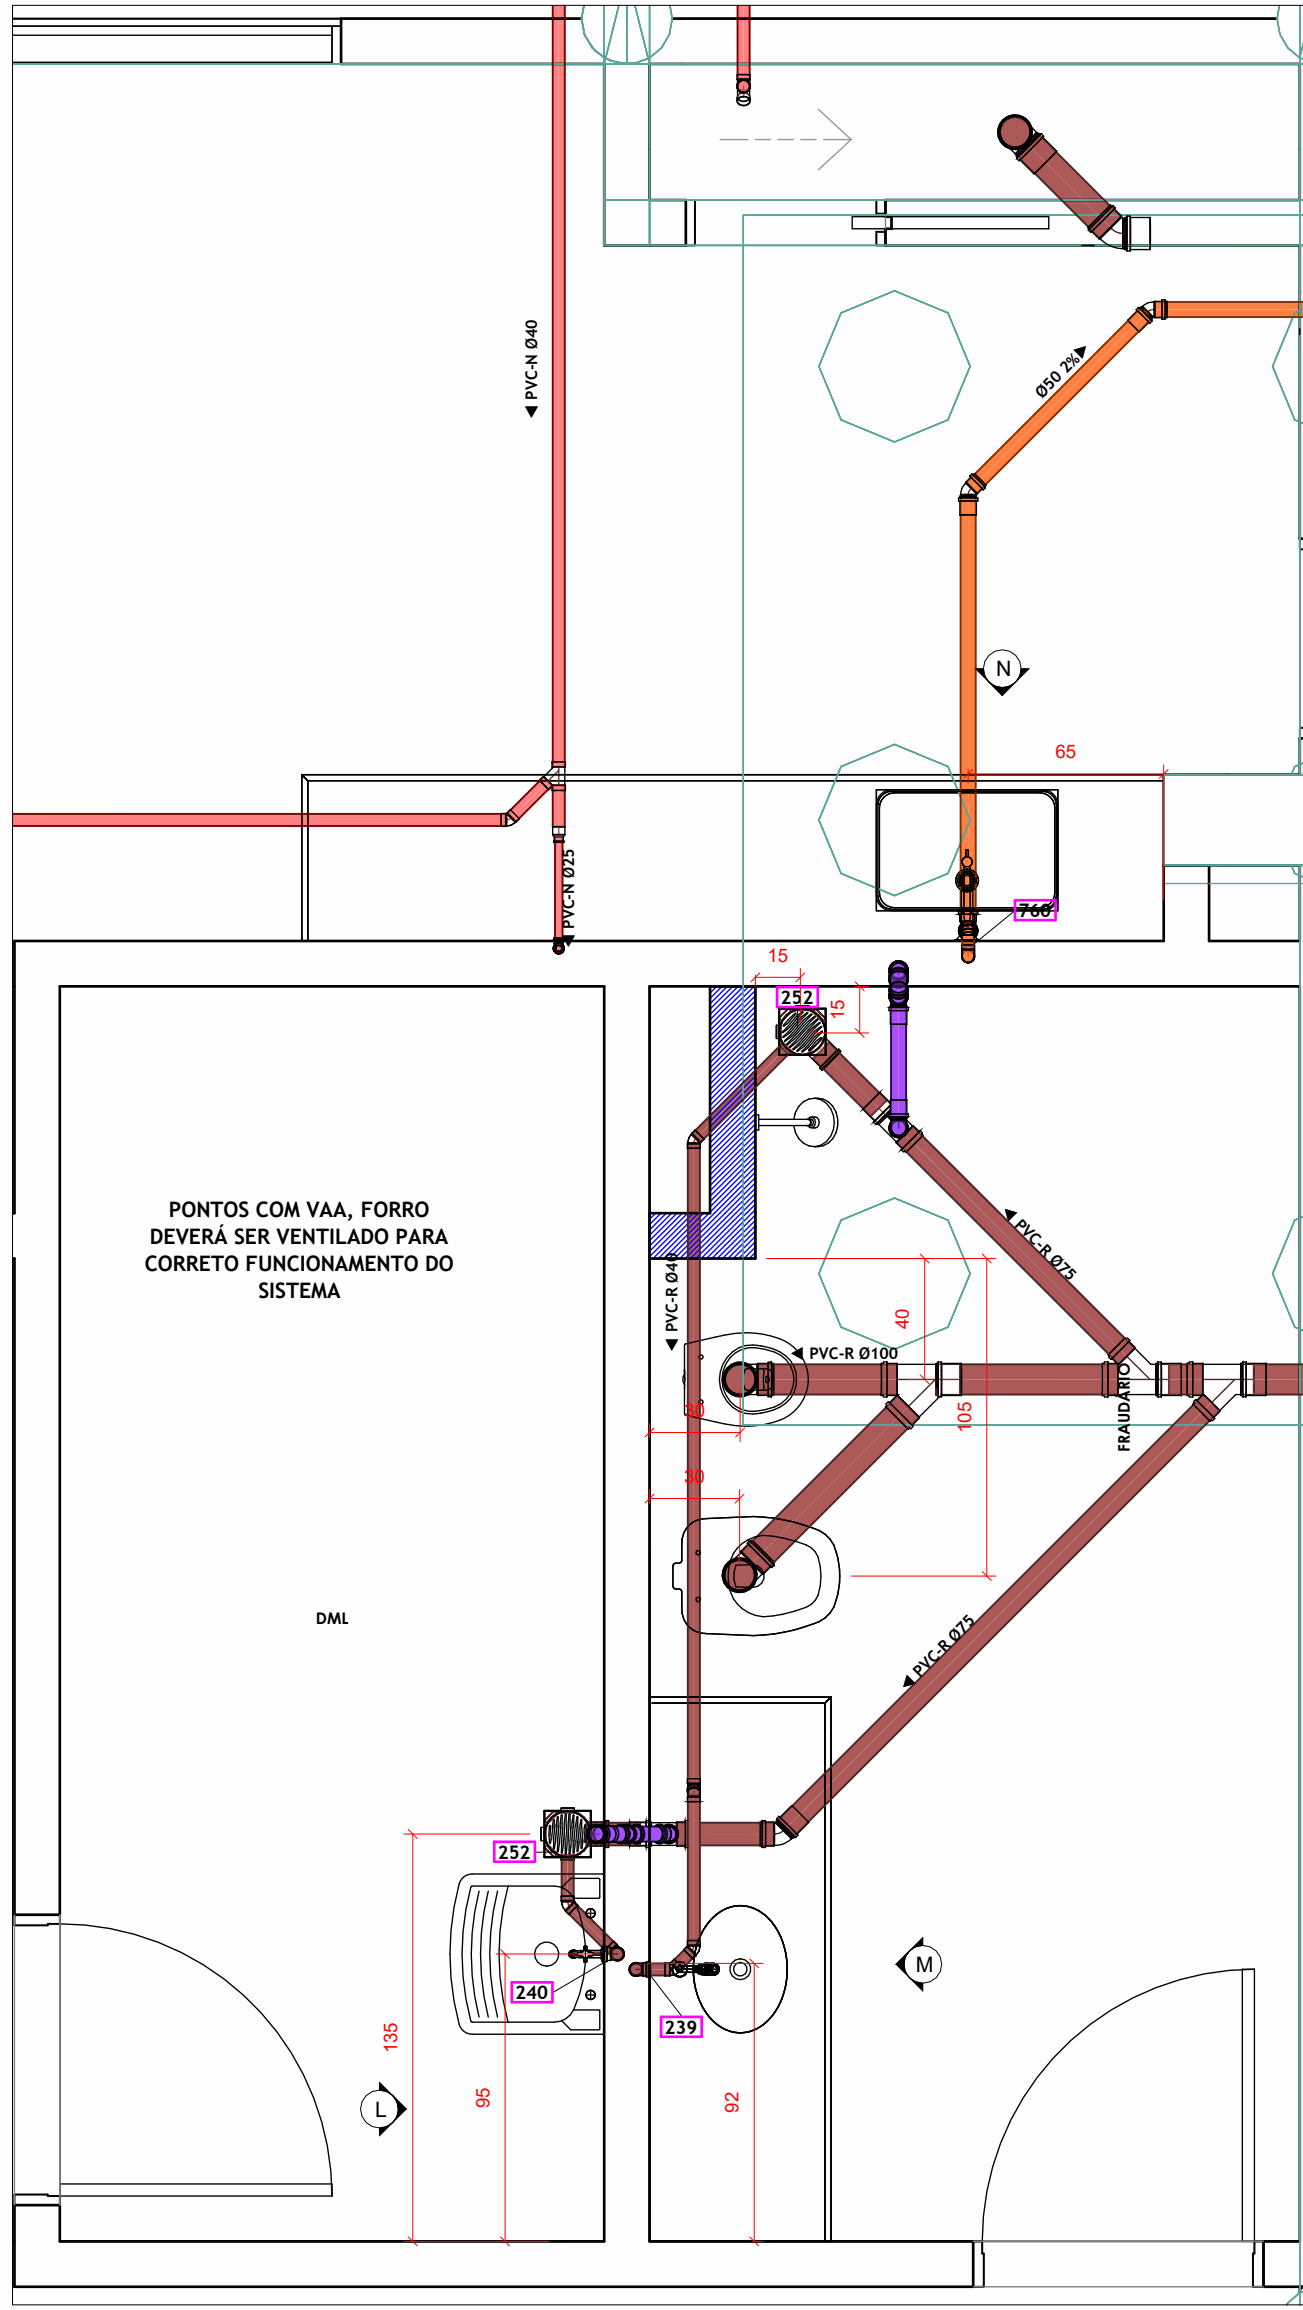 ◀ PVC-N Ø40
Ø50 2%▶
N
65
◀ PVC-N Ø25
760
15
252
15
PONTOS COM VAA, FORRO
DEVERÁ SER VENTILADO PARA
CORRETO FUNCIONAMENTO DO
SISTEMA
◀ PVC-R Ø75
◀ PVC-R Ø40
40
◀ PVC-R Ø100
FRAUDÁRIO
105
30
30
DML
◀ PVC-R Ø75
252
M
240
239
135
95
92
L